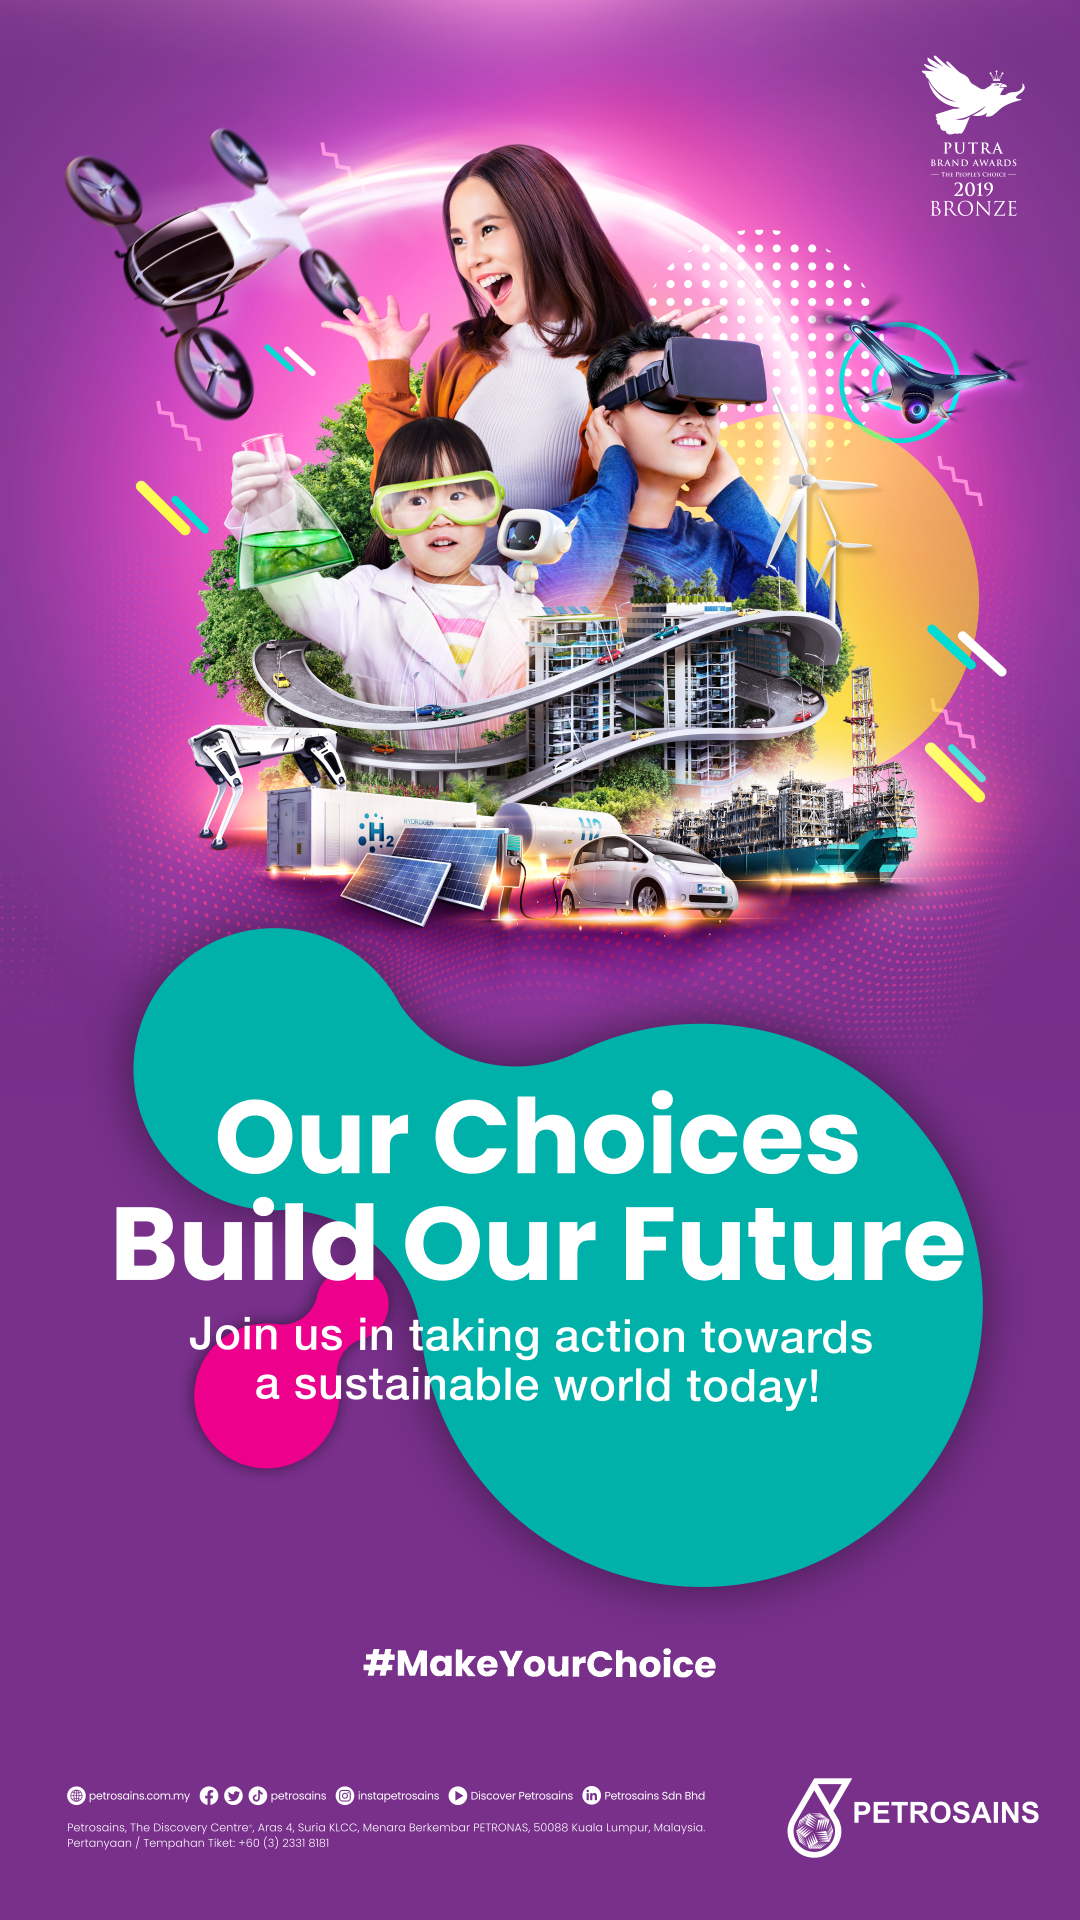 PUTRA
BRAND AWARDS
THE PEOPLE'S CHOICE
2019
BRONZE
H2
HYDROGEN
H2
ELECTRIC
Our Choices
Build Our Future
Join us in taking action towards
a sustainable world today!
#MakeYourChoice
petrosains.com.my petrosains instapetrosains Discover Petrosains in Petrosains Sdn Bhd
Petrosains, The Discovery Centre®, Aras 4, Suria KLCC, Menara Berkembar PETRONAS, 50088 Kuala Lumpur, Malaysia.
Pertanyaan / Tempahan Tiket: +60 (3) 2331 8181
PETROSAINS